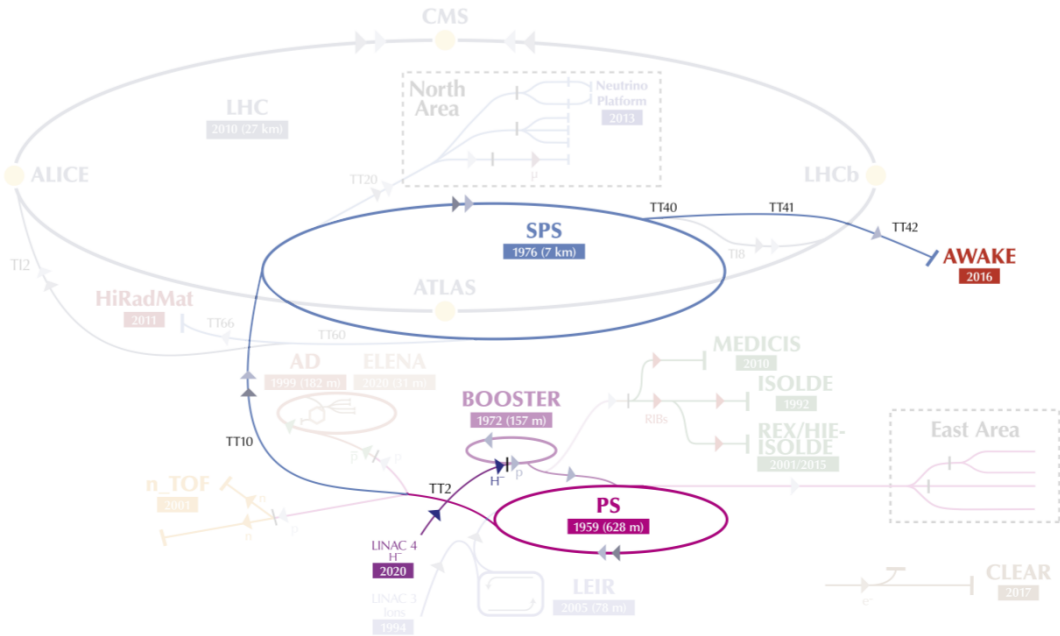 CMS
North
Area
Neutrino
Platform
2013
LHC
2010 (27 km)
ALICE
TT20
μ
LHCb
TT40
TT41
TT42
SPS
1976 (7 km)
TI8
AWAKE
2016
TI2
ATLAS
HiRadMat
2011
TT66
TT60
MEDICIS
2010
AD
1999 (182 m)
ELENA
2020 (31 m)
ISOLDE
1992
BOOSTER
1972 (157 m)
RIBs
REX/HIE-
ISOLDE
2001/2015
East Area
TT10
p̄
p
H⁻
p
n_TOF
2001
n
n
p
TT2
PS
1959 (628 m)
LINAC 4
H⁻
2020
LINAC 3
Ions
1994
LEIR
2005 (78 m)
CLEAR
2017
e⁻